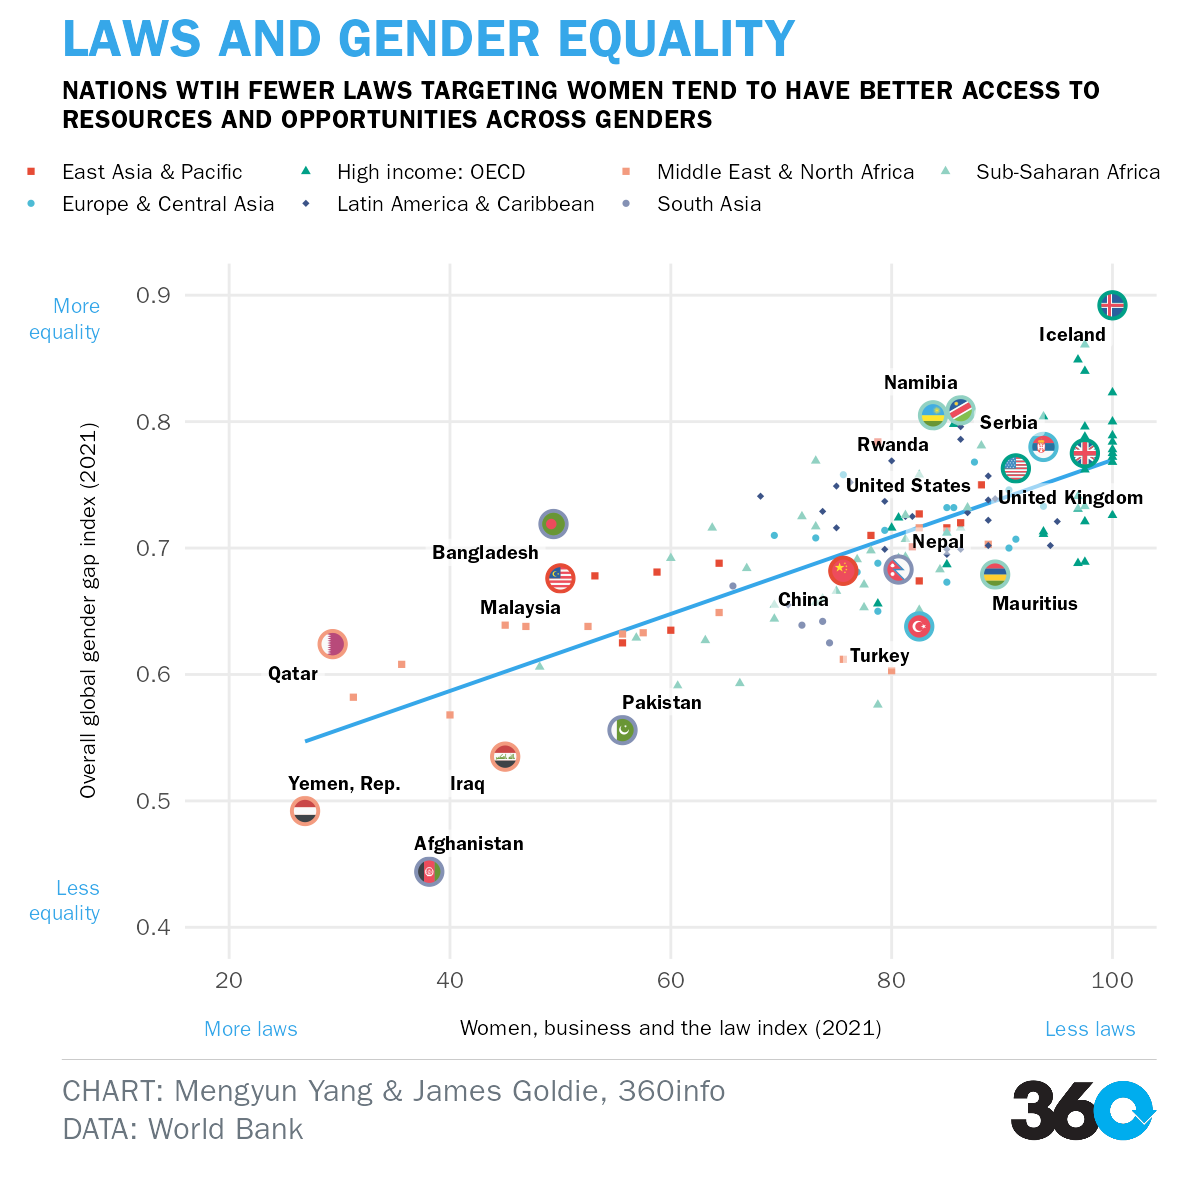 LAWS AND GENDER EQUALITY
NATIONS WTIH FEWER LAWS TARGETING WOMEN TEND TO HAVE BETTER ACCESS TO
RESOURCES AND OPPORTUNITIES ACROSS GENDERS
East Asia & Pacific
High income: OECD
Middle East & North Africa
Sub-Saharan Africa
Europe & Central Asia
Latin America & Caribbean
South Asia
More
equality
0.9
0.8
0.7
0.6
0.5
0.4
Less
equality
Overall global gender gap index (2021)
Iceland
Namibia
Serbia
Rwanda
United States
United Kingdom
Bangladesh
Nepal
Malaysia
China
Mauritius
Turkey
Qatar
Pakistan
Yemen, Rep.
Iraq
Afghanistan
20
40
60
80
100
More laws
Women, business and the law index (2021)
Less laws
CHART: Mengyun Yang & James Goldie, 360info
DATA: World Bank
360